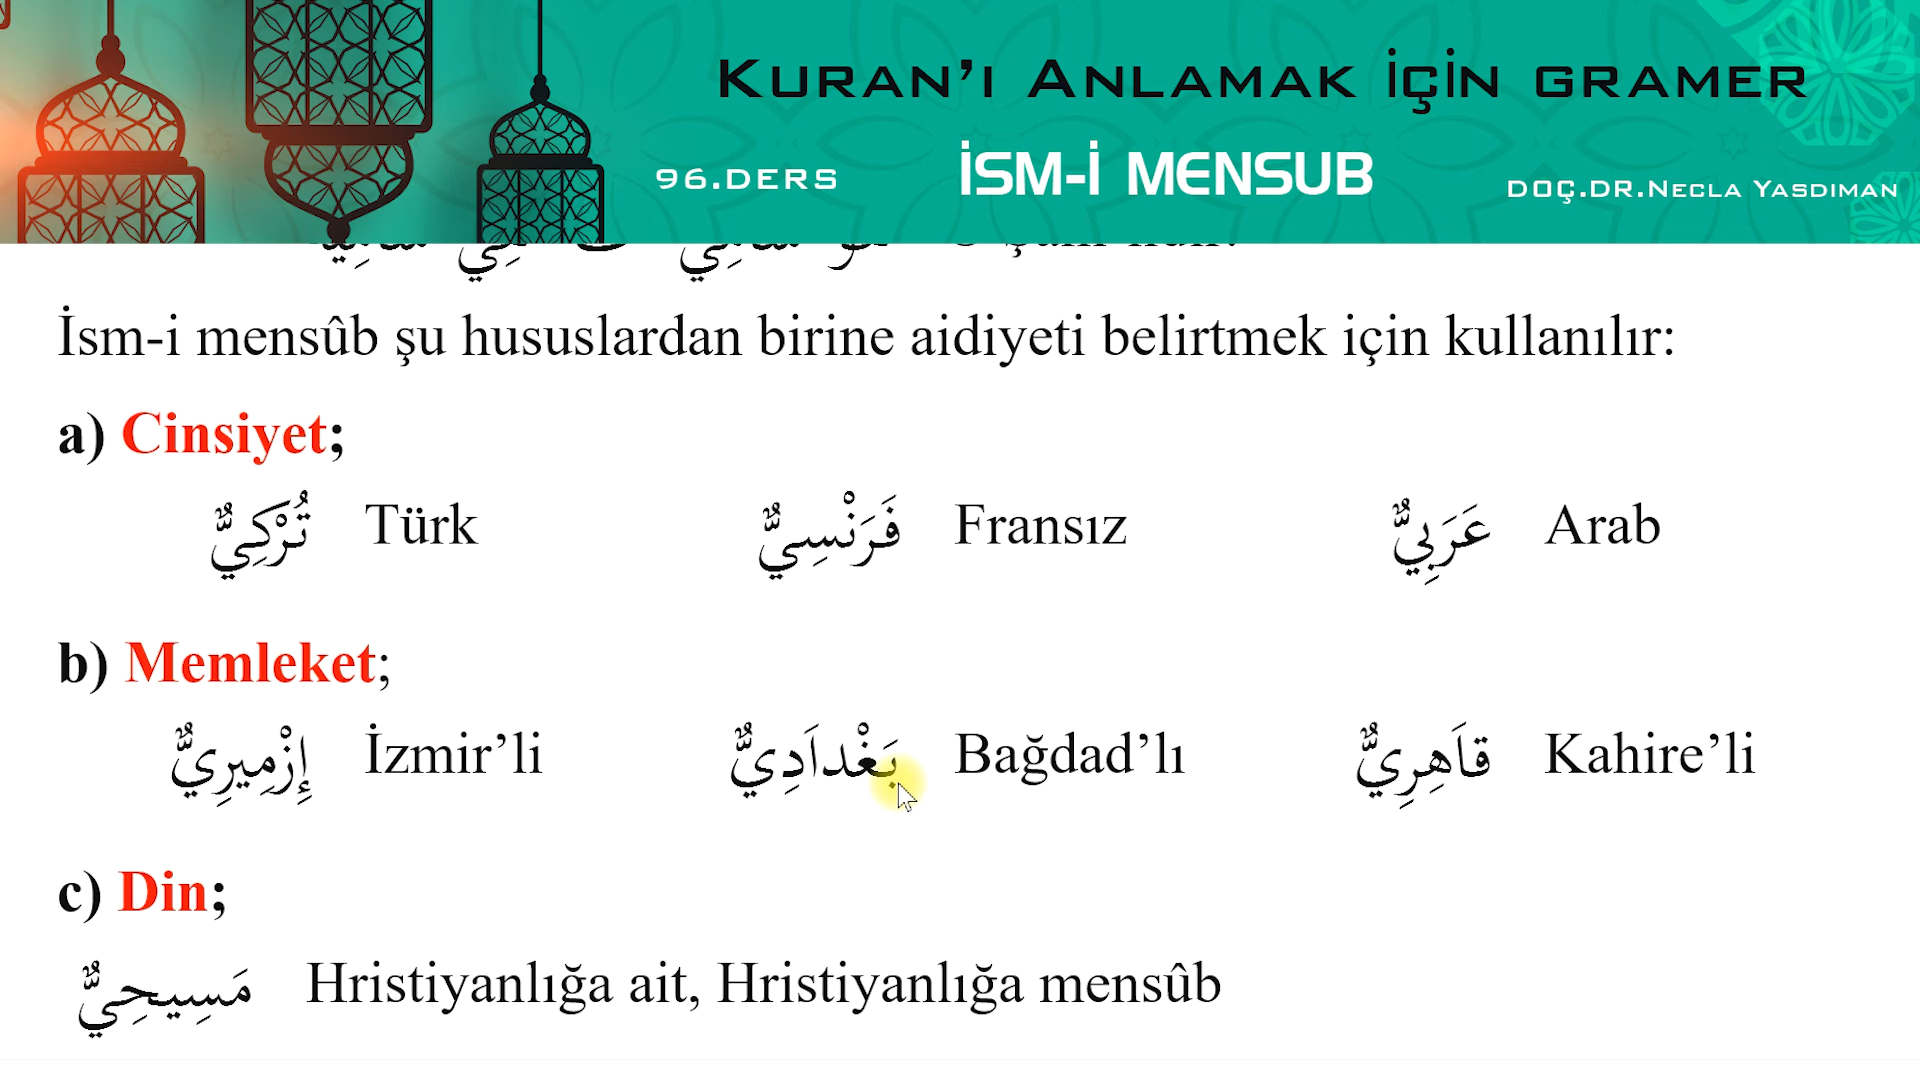 KURAN'I ANLAMAK İÇİN GRAMER
96.DERS İSM-İ MENSUB DOÇ.DR.NECLA YASDIMAN
İsm-i mensûb şu hususlardan birine aidiyeti belirtmek için kullanılır:
a) Cinsiyet;
تُرْكِيٌّ Türk فَرَنْسِيٌّ Fransız عَرَبِيٌّ Arab
b) Memleket;
إِزْمِيرِيٌّ İzmir’li بَغْداَدِيٌّ Bağdad’lı قاَهِرِيٌّ Kahire’li
c) Din;
مَسِيحِيٌّ Hristiyanlığa ait, Hristiyanlığa mensûb